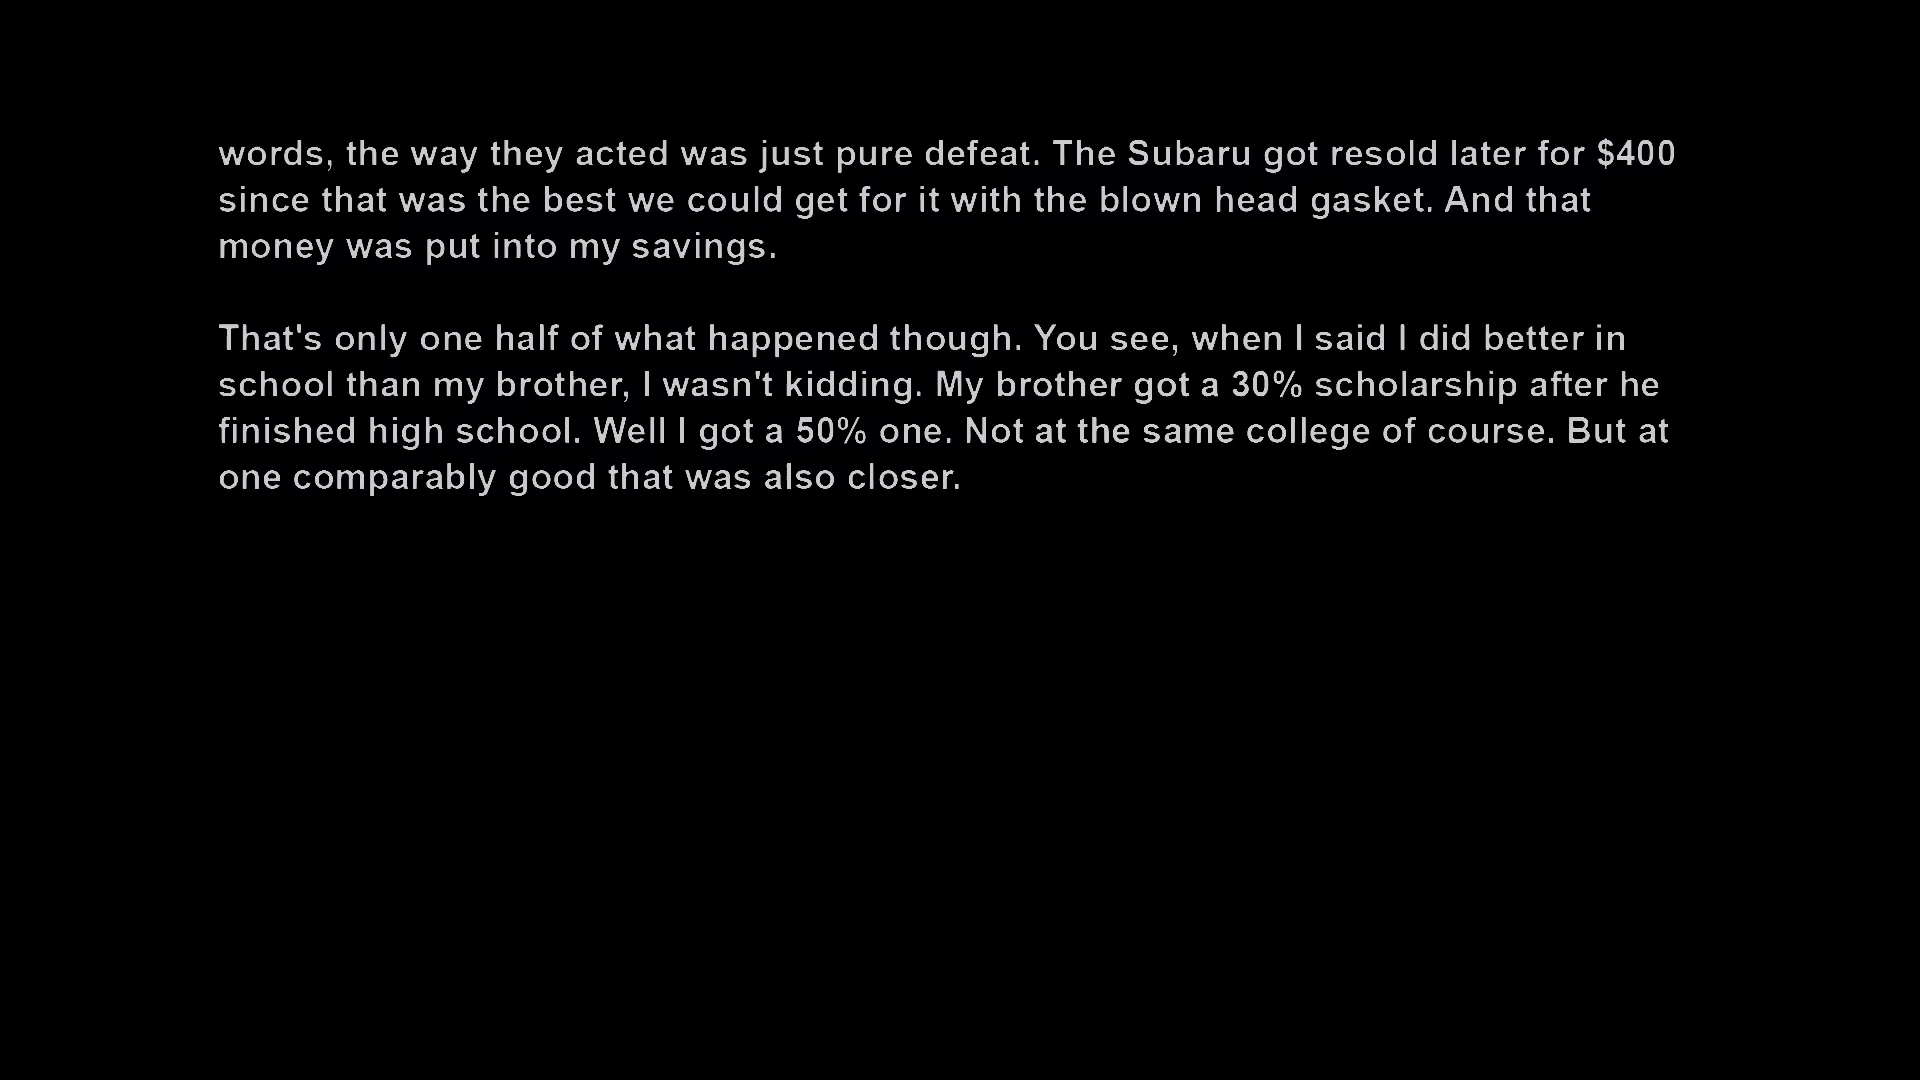 words, the way they acted was just pure defeat. The Subaru got resold later for $400
since that was the best we could get for it with the blown head gasket. And that
money was put into my savings.
That's only one half of what happened though. You see, when I said I did better in
school than my brother, I wasn't kidding. My brother got a 30% scholarship after he
finished high school. Well I got a 50% one. Not at the same college of course. But at
one comparably good that was also closer.